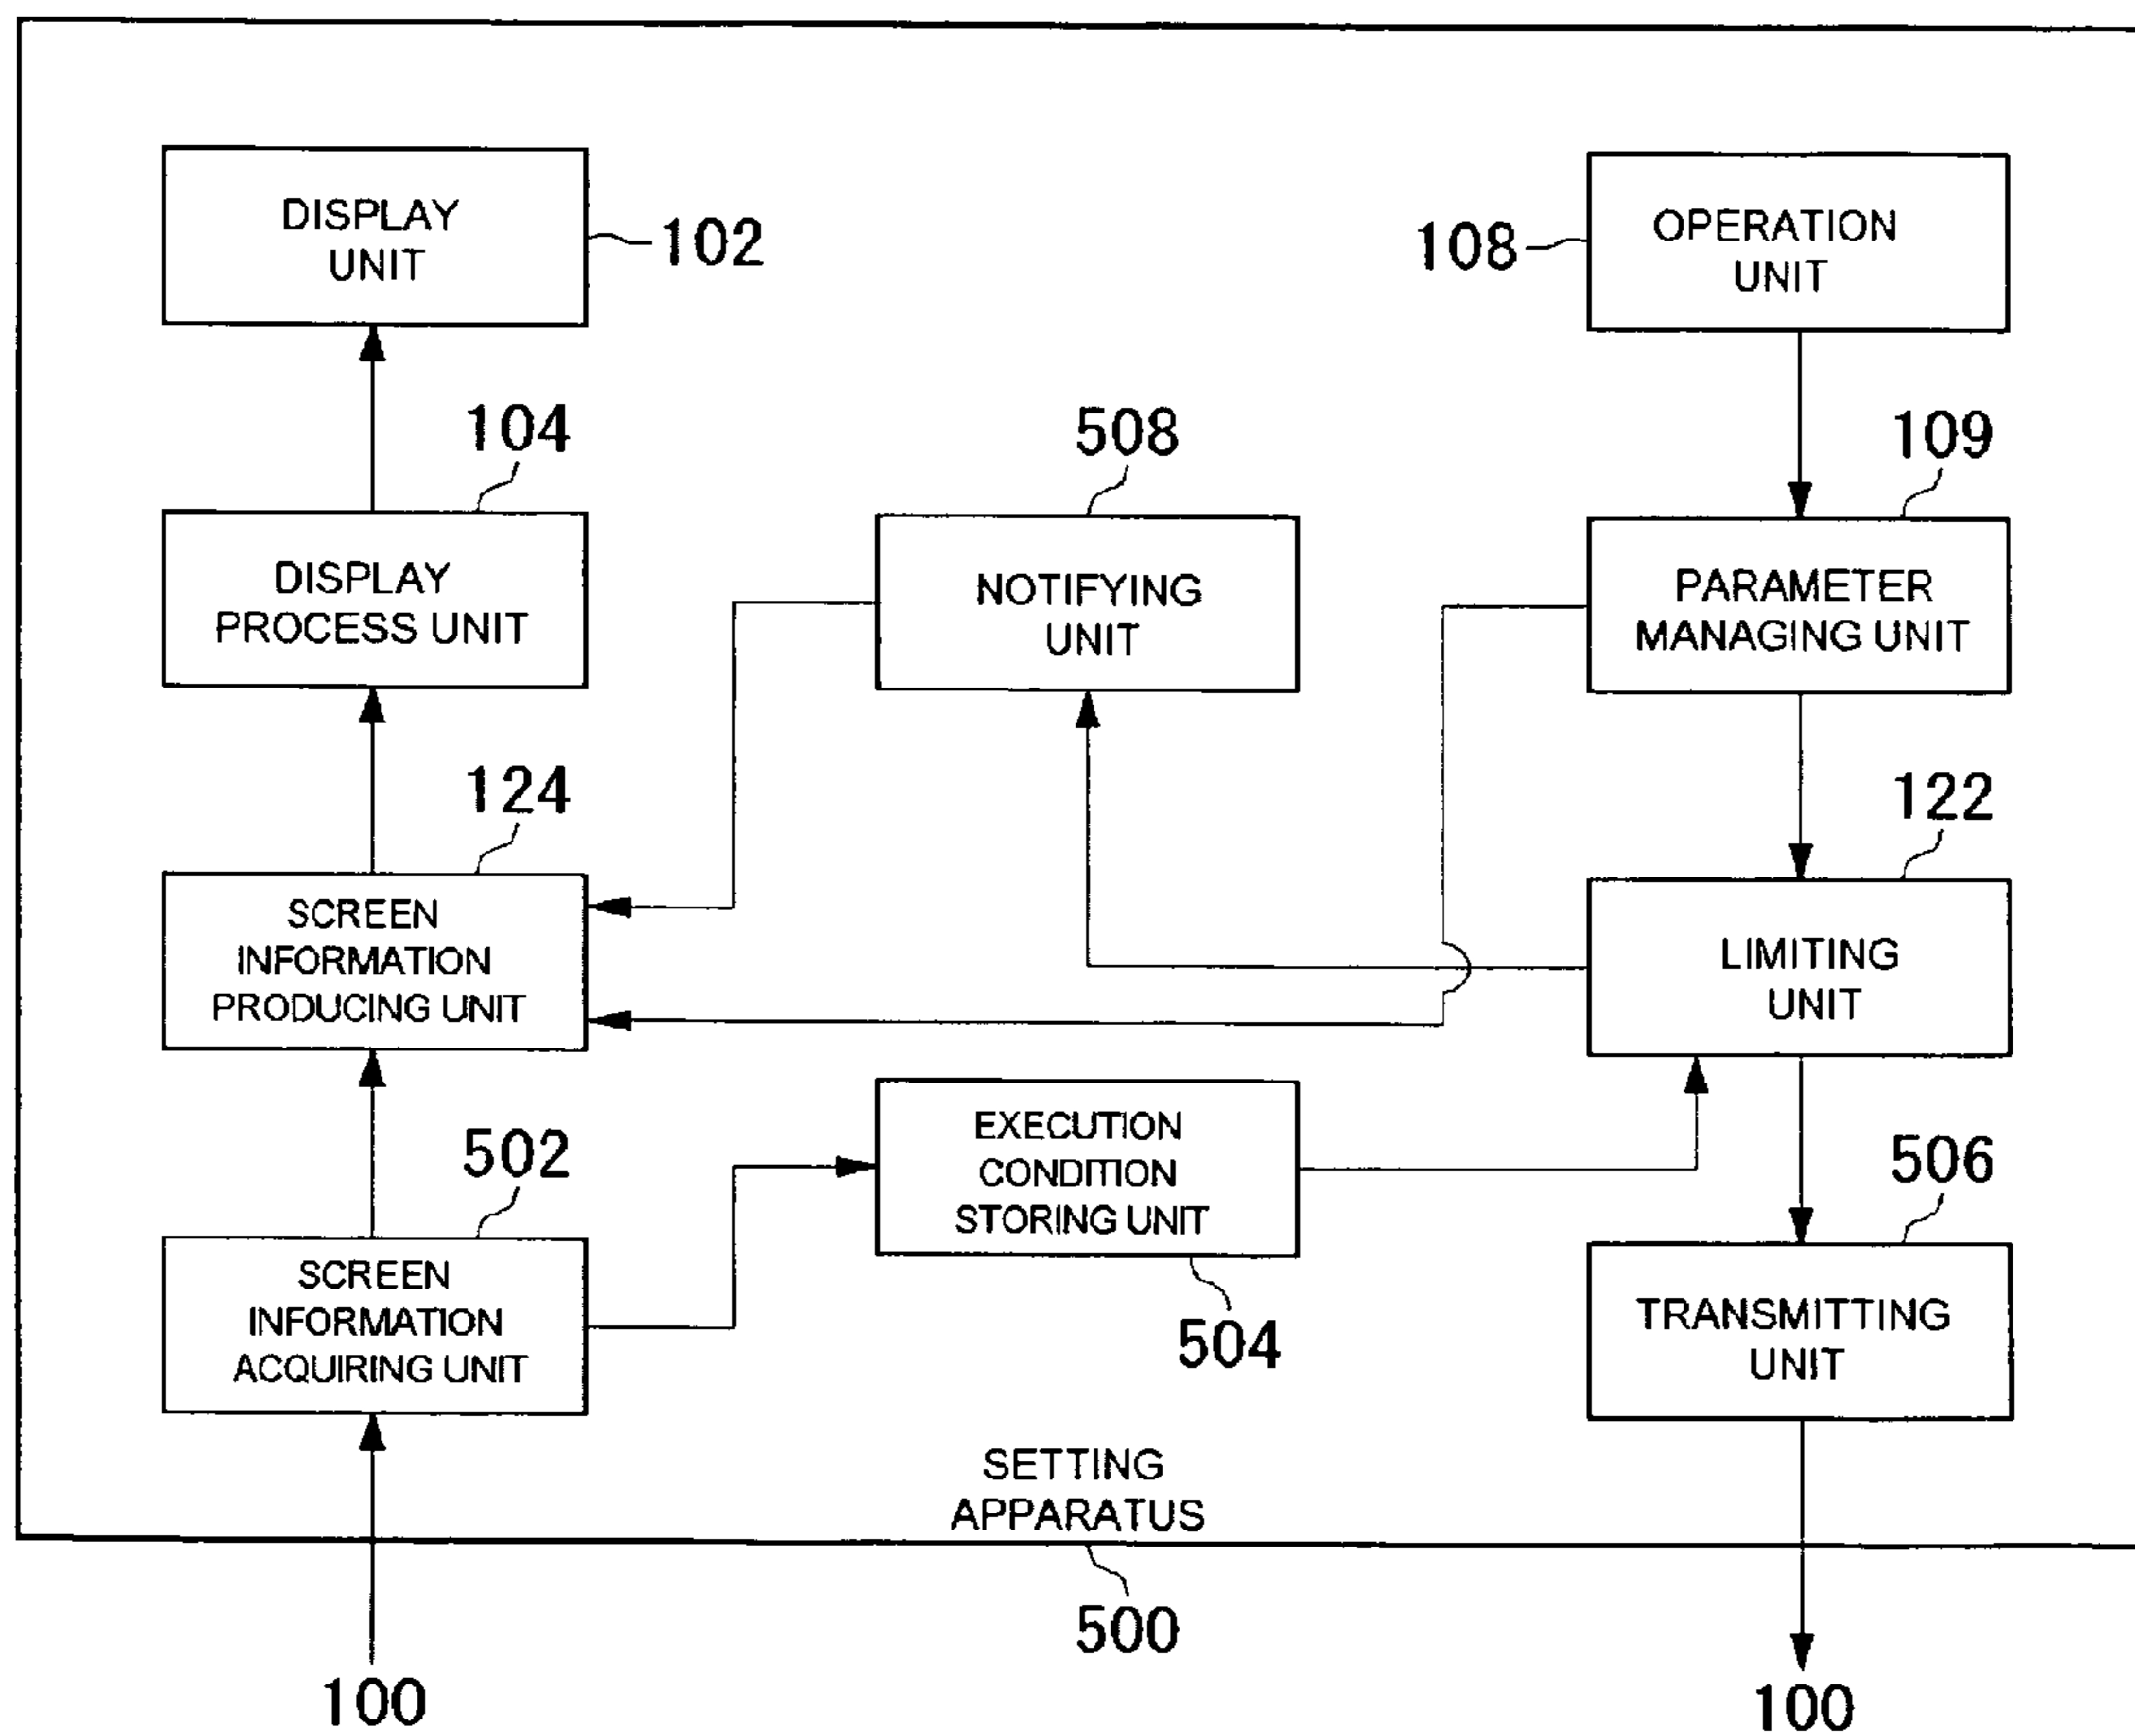 DISPLAY
UNIT
102
108
OPERATION
UNIT
104
DISPLAY
PROCESS UNIT
508
NOTIFYING
UNIT
109
PARAMETER
MANAGING UNIT
124
SCREEN
INFORMATION
PRODUCING UNIT
122
LIMITING
UNIT
502
SCREEN
INFORMATION
ACQUIRING UNIT
EXECUTION
CONDITION
STORING UNIT
504
506
TRANSMITTING
UNIT
SETTING
APPARATUS
500
100
100